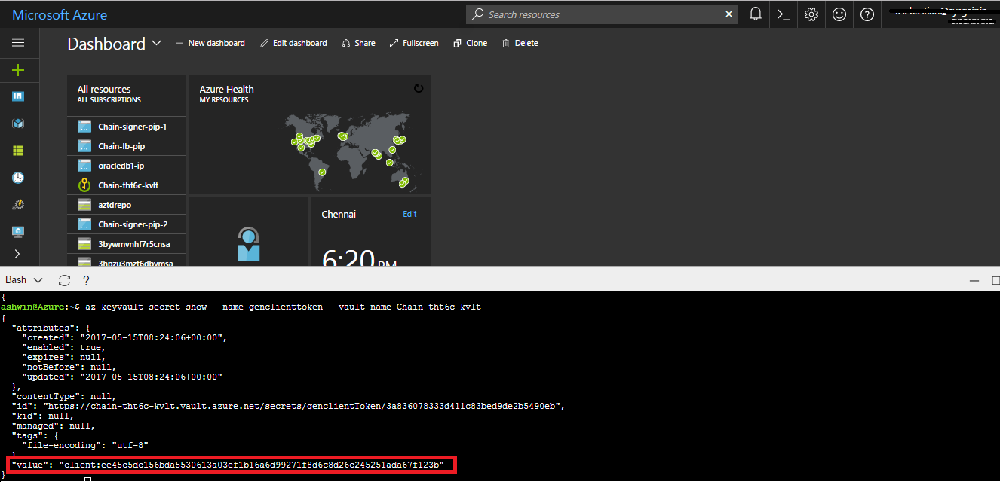 Microsoft Azure
Search resources
Dashboard
New dashboard
Edit dashboard
Share
Fullscreen
Clone
Delete
All resources
ALL SUBSCRIPTIONS
Chain-signer-pip-1
Chain-lb-pip
oracledb1-ip
Chain-tht6c-kvlt
aztdrepo
Chain-signer-pip-2
3bywmvnhf7r5cnsa
3hpzu3mzt6dbvmsa
Azure Health
MY RESOURCES
Chennai
Edit
6:20 PM
Bash
?
{
ashwin@Azure:~$ az keyvault secret show --name genclienttoken --vault-name Chain-tht6c-kvlt
{
"attributes": {
"created": "2017-05-15T08:24:06+00:00",
"enabled": true,
"expires": null,
"notBefore": null,
"updated": "2017-05-15T08:24:06+00:00"
},
"contentType": null,
"id": "https://chain-tht6c-kvlt.vault.azure.net/secrets/genclientToken/3a836078333d411c83bed9de2b5490eb",
"kid": null,
"managed": null,
"tags": {
"file-encoding": "utf-8"
"value": "client:ee45c5dc156bda5530613a03ef1b16a6d99271f8d6c8d26c245251ada67f123b"
}